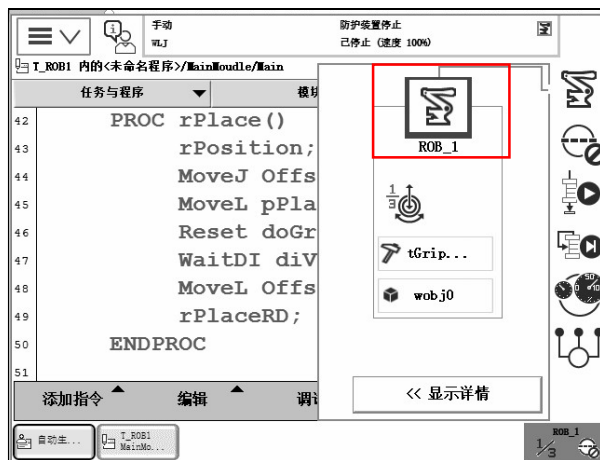 手动
WLJ
防护装置停止
已停止 (速度 100%)
T_ROB1 内的<未命名程序>/MainMoudle/Main
任务与程序
模块
42 PROC rPlace()
43 rPosition;
44 MoveJ Offs
45 MoveL pPla
46 Reset doGr
47 WaitDI diV
48 MoveL Offs
49 rPlaceRD;
50 ENDPROC
51
ROB_1
1/3
tGrip...
wobj0
<< 显示详情
添加指令
编辑
调试
自动生...
T_ROB1
MainMo...
ROB_1
1/3